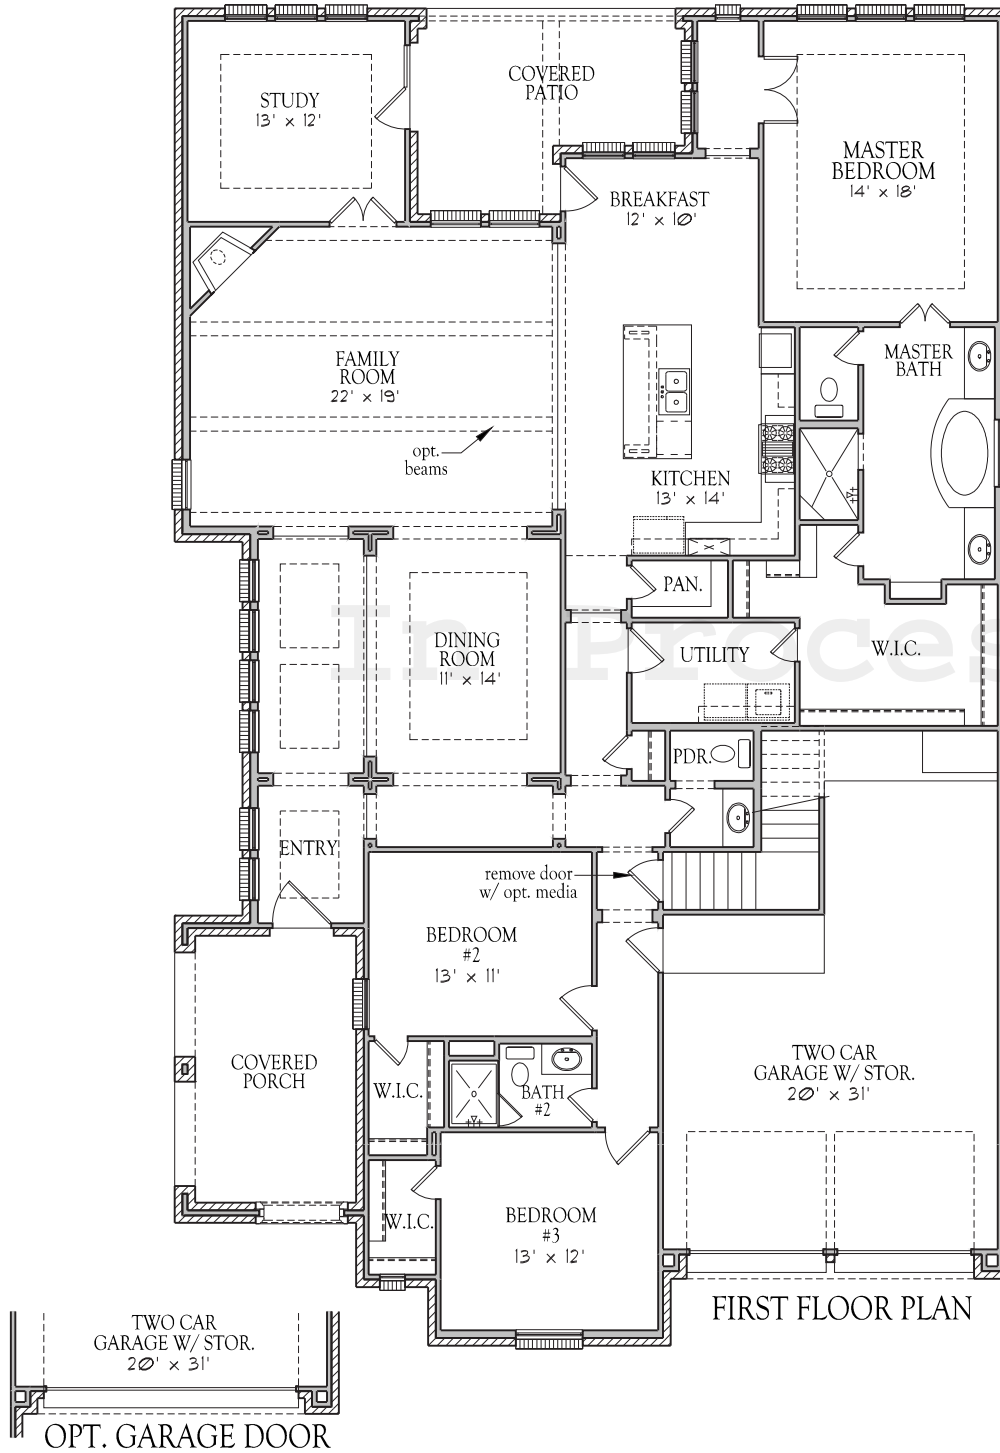 COVERED
PATIO
STUDY
13' x 12'
MASTER
BEDROOM
14' x 18'
BREAKFAST
12' x 10'
FAMILY
ROOM
22' x 19'
MASTER
BATH
opt.
beams
KITCHEN
13' x 14'
PAN.
In Proces
DINING
ROOM
11' x 14'
UTILITY
W.I.C.
PDR.
ENTRY
remove door
w/ opt. media
BEDROOM
#2
13' x 11'
COVERED
PORCH
W.I.C.
BATH
#2
TWO CAR
GARAGE W/ STOR.
20' x 31'
W.I.C.
BEDROOM
#3
13' x 12'
FIRST FLOOR PLAN
TWO CAR
GARAGE W/ STOR.
20' x 31'
OPT. GARAGE DOOR